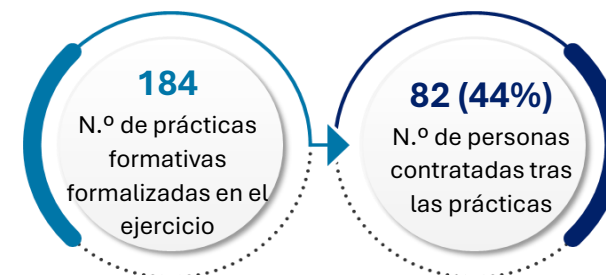 184
N.º de prácticas
formativas
formalizadas en el
ejercicio
82 (44%)
N.º de personas
contratadas tras
las prácticas